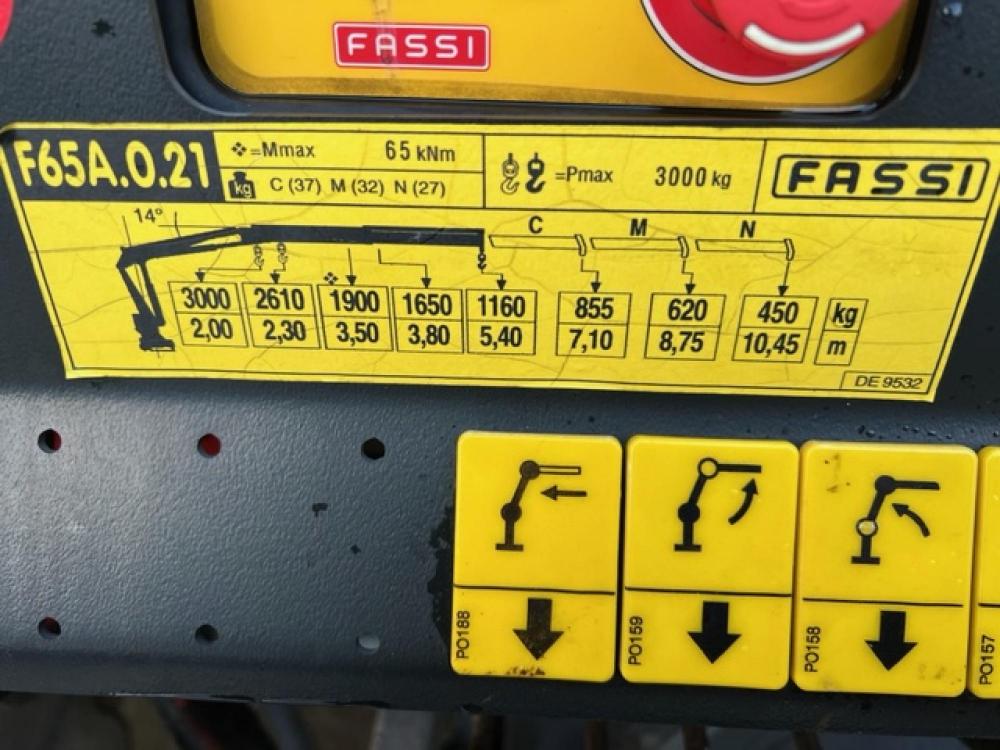 FASSI
F65A.0.21
=Mmax 65 kNm
kg C (37) M (32) N (27)
=Pmax 3000 kg
FASSI
14°
C M N
3000 2610 1900 1650 1160 855 620 450 kg
2,00 2,30 3,50 3,80 5,40 7,10 8,75 10,45 m
DE 9532
PO188
PO159
PO158
PO157